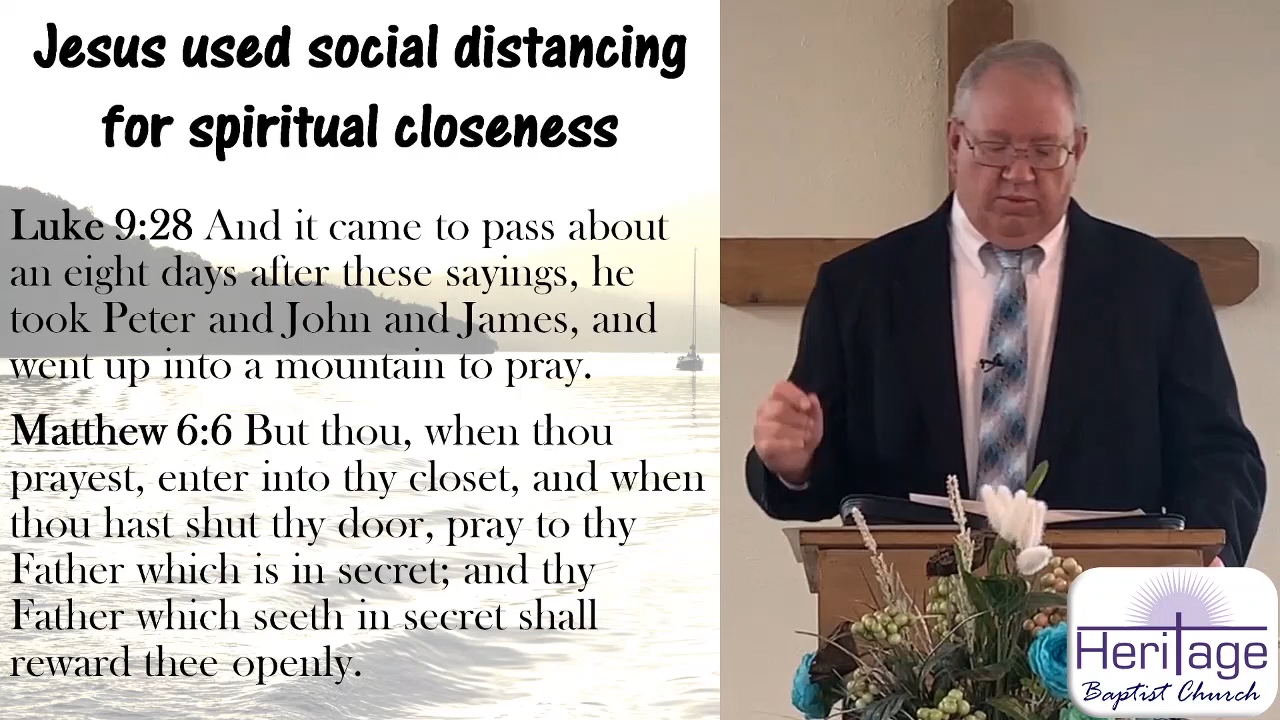 Jesus used social distancing
for spiritual closeness
Luke 9:28 And it came to pass about
an eight days after these sayings, he
took Peter and John and James, and
went up into a mountain to pray.
Matthew 6:6 But thou, when thou
prayest, enter into thy closet, and when
thou hast shut thy door, pray to thy
Father which is in secret; and thy
Father which seeth in secret shall
reward thee openly.
Heritage
Baptist Church